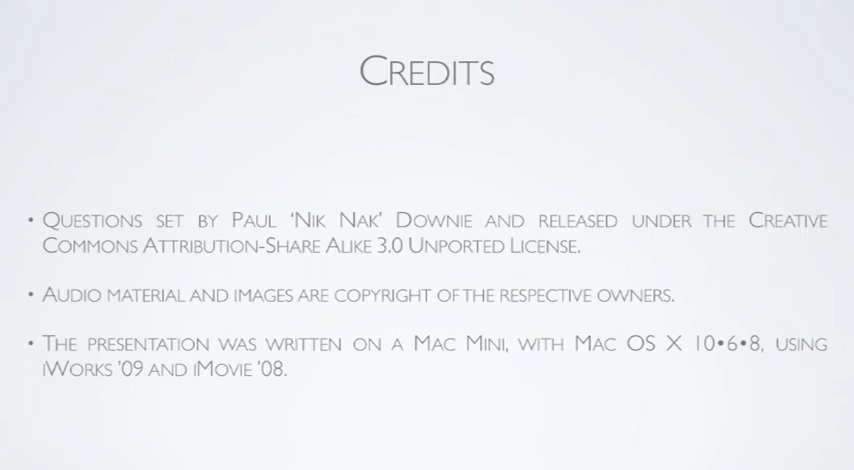 CREDITS
• QUESTIONS SET BY PAUL ‘NIK NAK’ DOWNIE AND RELEASED UNDER THE CREATIVE
COMMONS ATTRIBUTION-SHARE ALIKE 3.0 UNPORTED LICENSE.
• AUDIO MATERIAL AND IMAGES ARE COPYRIGHT OF THE RESPECTIVE OWNERS.
• THE PRESENTATION WAS WRITTEN ON A MAC MINI, WITH MAC OS X 10•6•8, USING
IWORKS ’09 AND IMOVIE ’08.